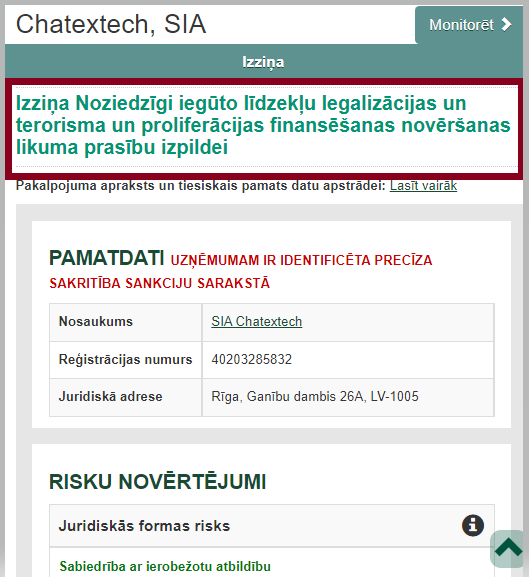 Chatextech, SIA
Monitorēt
Izziņa
Izziņa Noziedzīgi iegūto līdzekļu legalizācijas un
terorisma un proliferācijas finansēšanas novēršanas
likuma prasību izpildei
Pakalpojuma apraksts un tiesiskais pamats datu apstrādei: Lasīt vairāk
PAMATDATI UZŅĒMUMAM IR IDENTIFICĒTA PRECĪZA
SAKRITĪBA SANKCIJU SARAKSTĀ
Nosaukums SIA Chatextech
Reģistrācijas numurs 40203285832
Juridiskā adrese Rīga, Ganību dambis 26A, LV-1005
RISKU NOVĒRTĒJUMI
Juridiskās formas risks
Sabiedrība ar ierobežotu atbildību